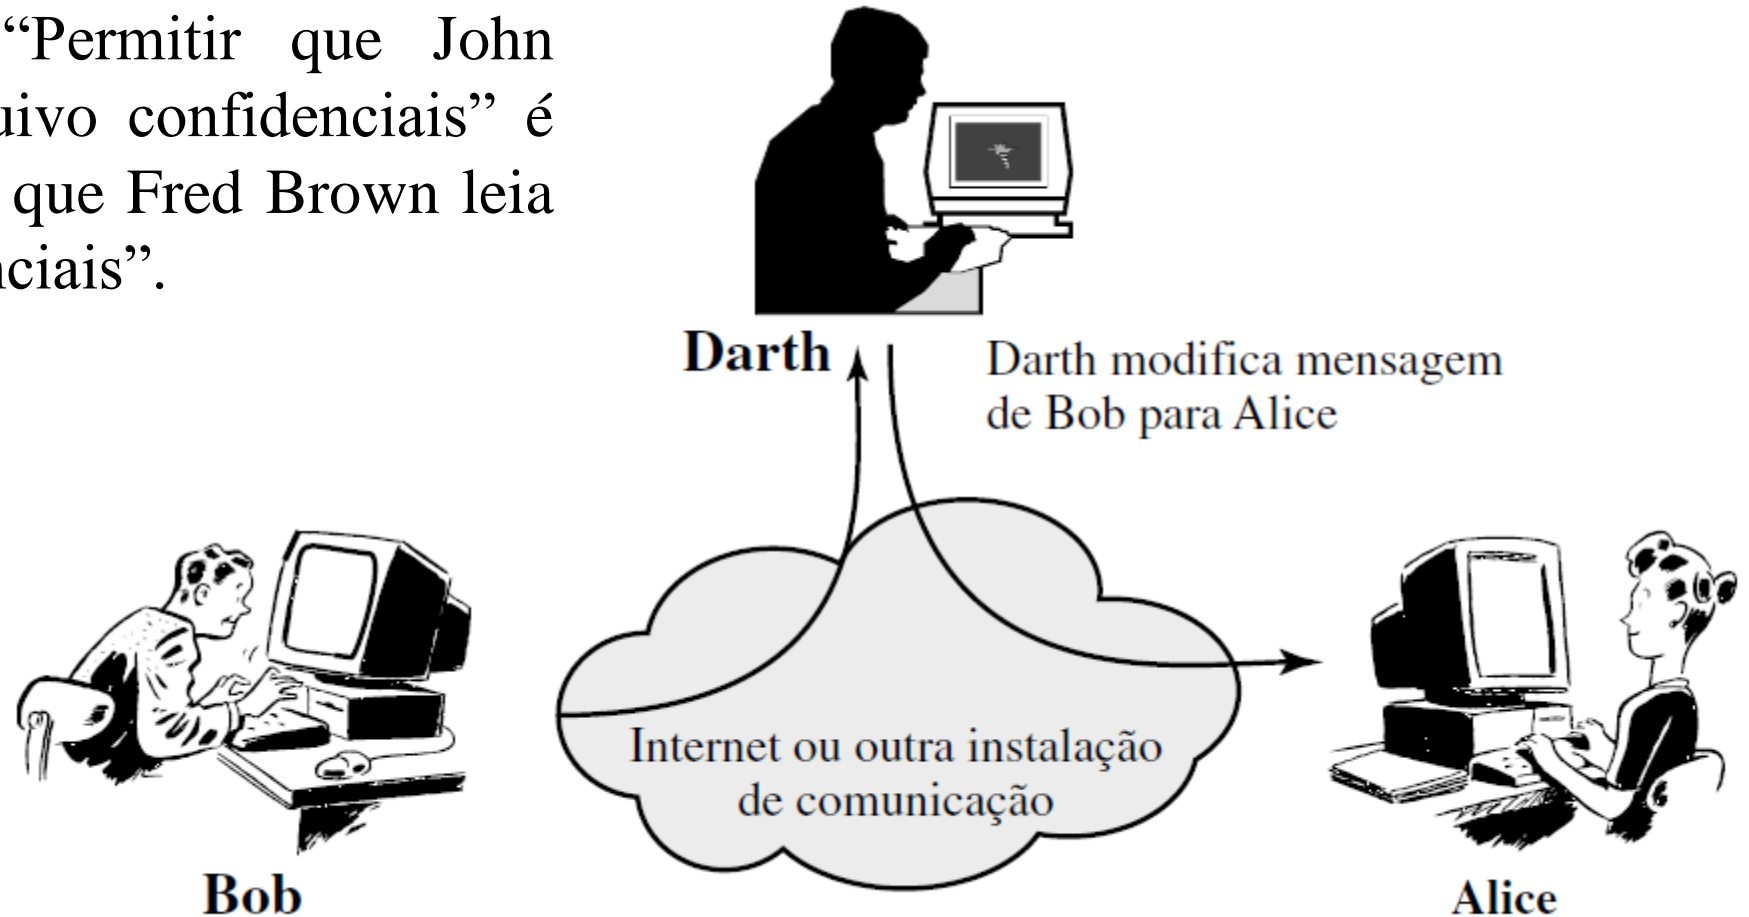 “Permitir que John
uivo confidenciais” é
que Fred Brown leia
nciais”.
Darth
Darth modifica mensagem
de Bob para Alice
Internet ou outra instalação
de comunicação
Bob
Alice